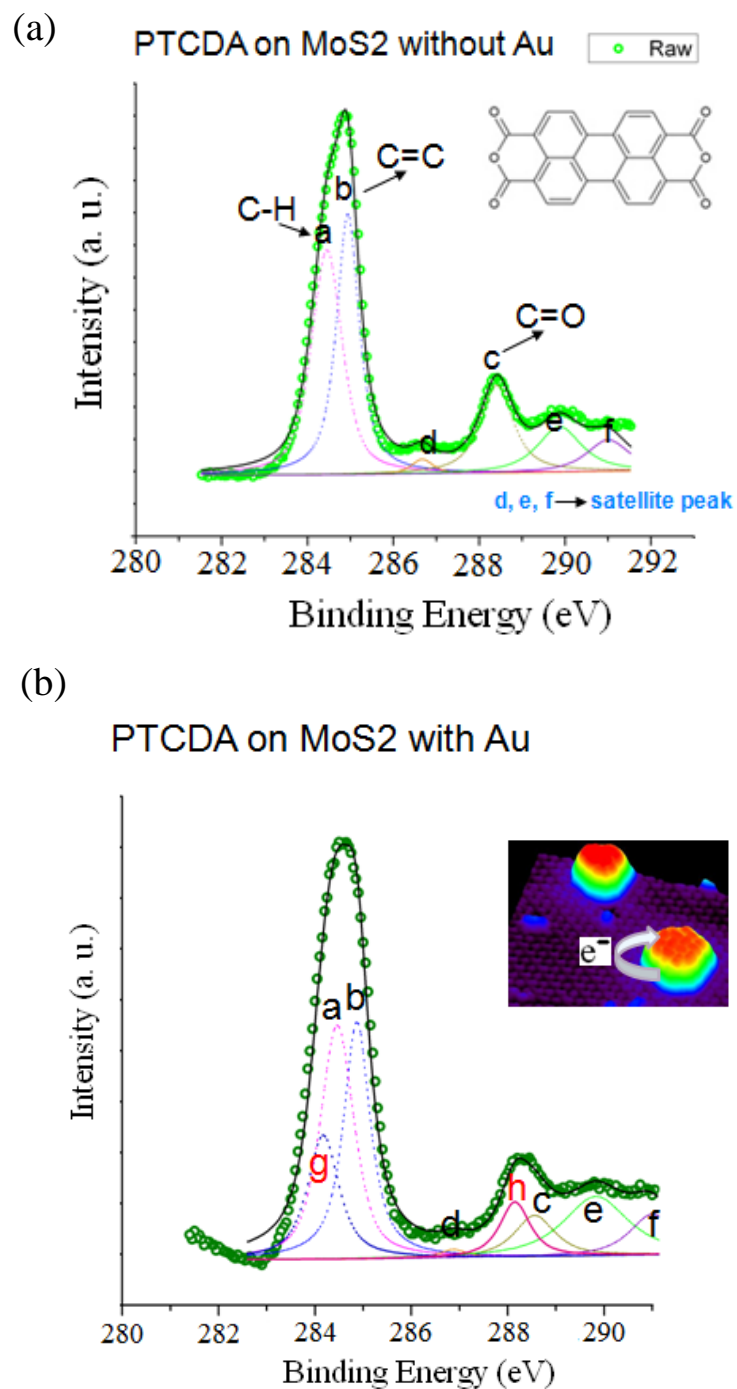 (a)
PTCDA on MoS2 without Au
Raw
O O
O O
O O
C=C
C-H
b
a
C=O
c
d
e
f
d, e, f → satellite peak
Intensity (a. u.)
280 282 284 286 288 290 292
Binding Energy (eV)
(b)
PTCDA on MoS2 with Au
e-
a
b
g
h
c
d
e
f
Intensity (a. u.)
280 282 284 286 288 290
Binding Energy (eV)